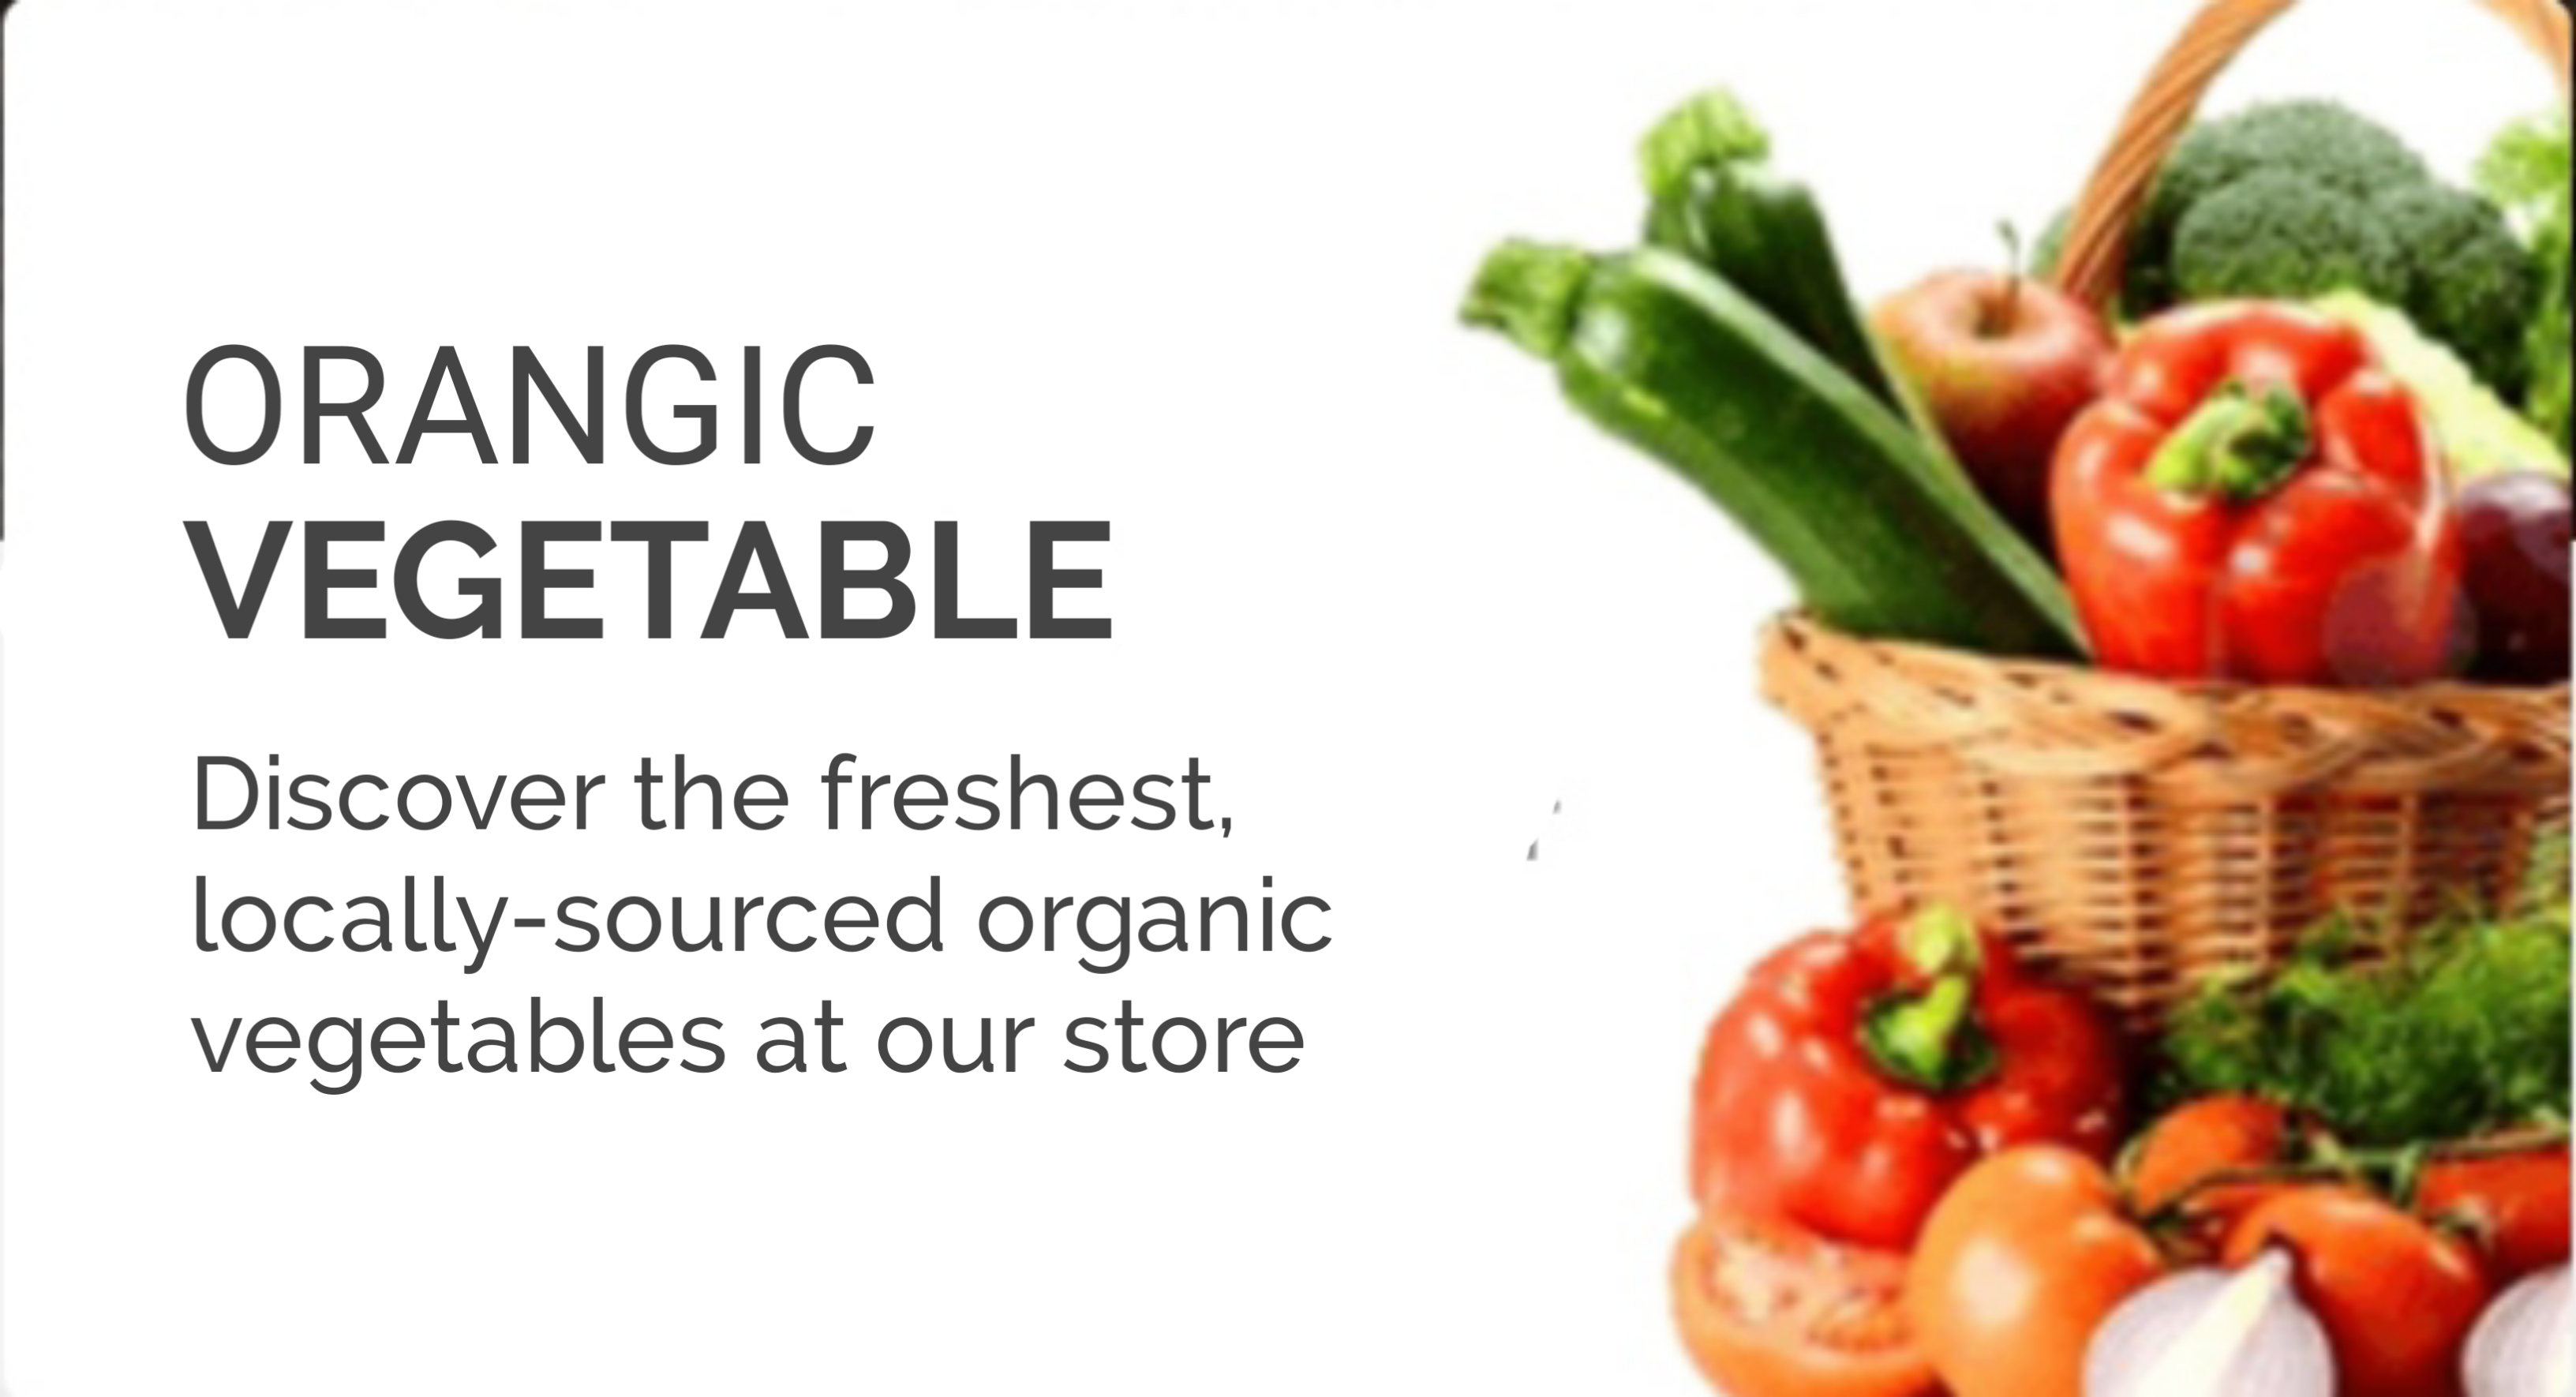 ORANGIC
VEGETABLE
Discover the freshest,
locally-sourced organic
vegetables at our store